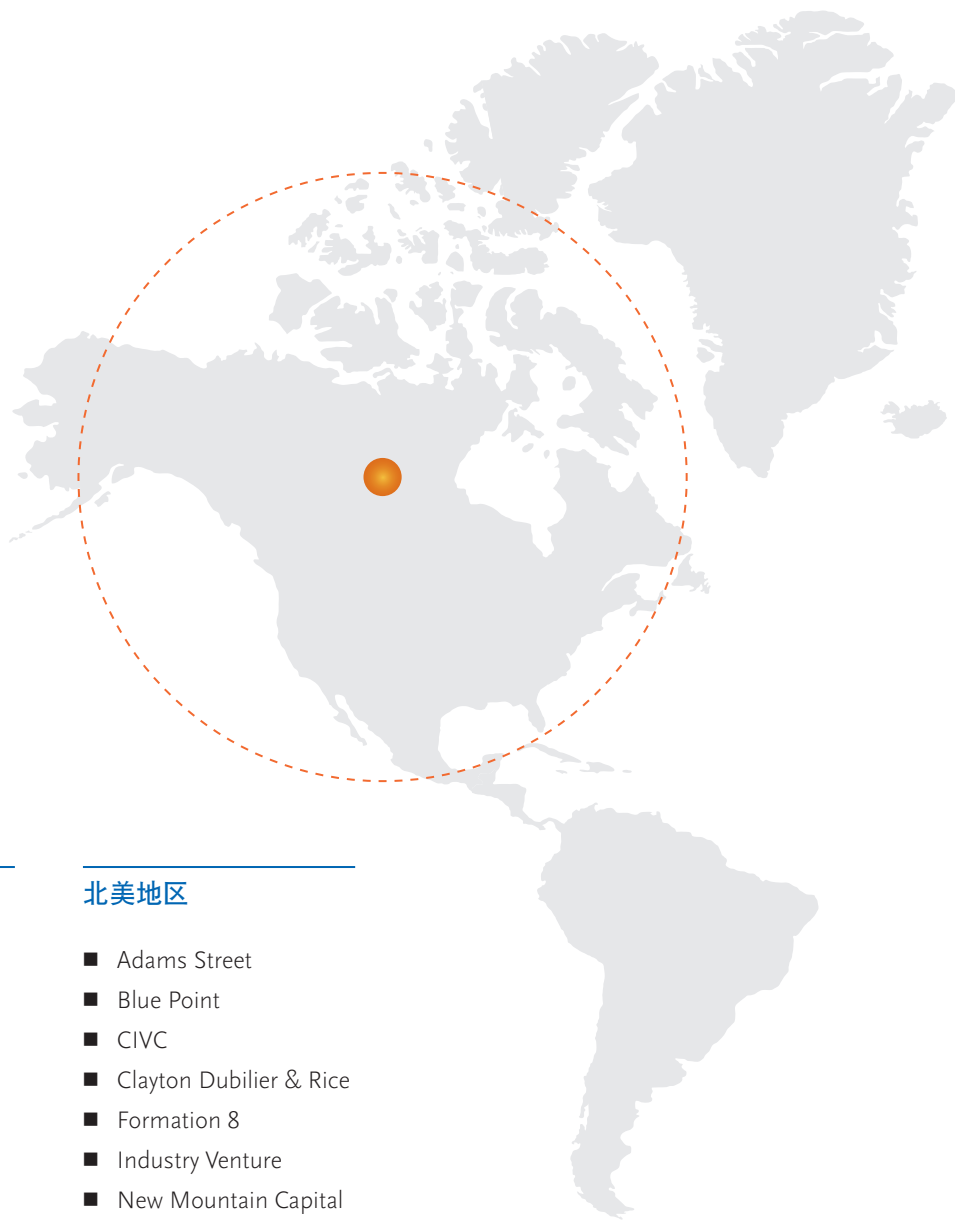 北美地区
■ Adams Street
■ Blue Point
■ CIVC
■ Clayton Dubilier & Rice
■ Formation 8
■ Industry Venture
■ New Mountain Capital